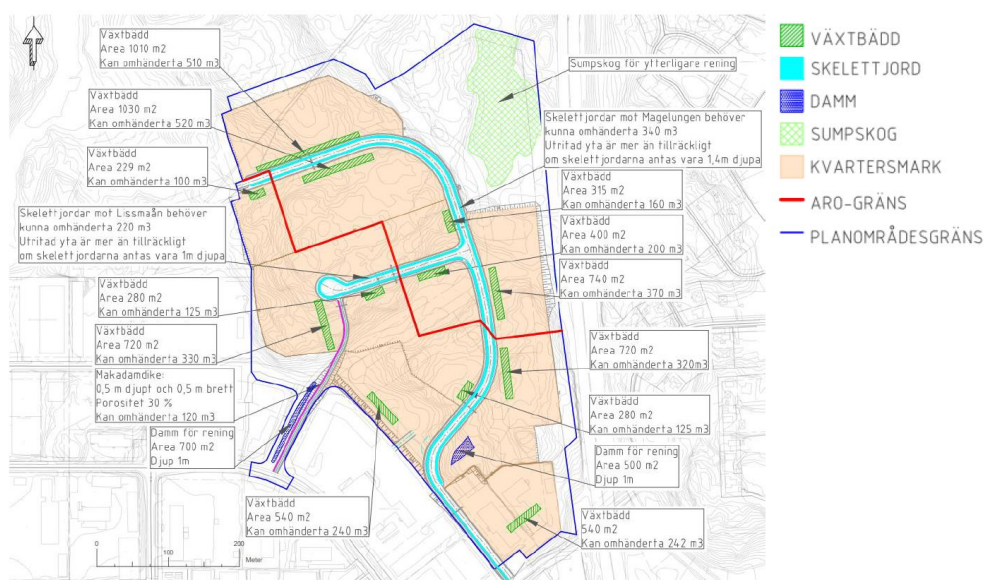 Växtbädd
Area 1010 m2
Kan omhänderta 510 m3
Växtbädd
Area 1030 m2
Kan omhänderta 520 m3
Växtbädd
Area 229 m2
Kan omhänderta 100 m3
Skelettjordar mot Lissmaån behöver
kunna omhänderta 220 m3
Utritad yta är mer än tillräckligt
om skelettjordarna antas vara 1m djupa
Växtbädd
Area 280 m2
Kan omhänderta 125 m3
Växtbädd
Area 720 m2
Kan omhänderta 330 m3
Makadamdike:
0,5 m djupt och 0,5 m brett
Porositet 30 %
Kan omhänderta 120 m3
Damm för rening
Area 700 m2
Djup 1m
Växtbädd
Area 540 m2
Kan omhänderta 240 m3
0
100
200
Meter
Sumpskog för ytterligare rening
Skelettjordar mot Magelungen behöver
kunna omhänderta 340 m3
Utritad yta är mer än tillräckligt
om skelettjordarna antas vara 1,4m djupa
Växtbädd
Area 315 m2
Kan omhänderta 160 m3
Växtbädd
Area 400 m2
Kan omhänderta 200 m3
Växtbädd
Area 740 m2
Kan omhänderta 370 m3
Växtbädd
Area 720 m2
Kan omhänderta 320m3
Växtbädd
Area 280 m2
Kan omhänderta 125 m3
Damm för rening
Area 500 m2
Djup 1m
Växtbädd
540 m2
Kan omhänderta 242 m3
VÄXTBÄDD
SKELETTJORD
DAMM
SUMPSKOG
KVARTERSMARK
ARO-GRÄNS
PLANOMRÅDESGRÄNS